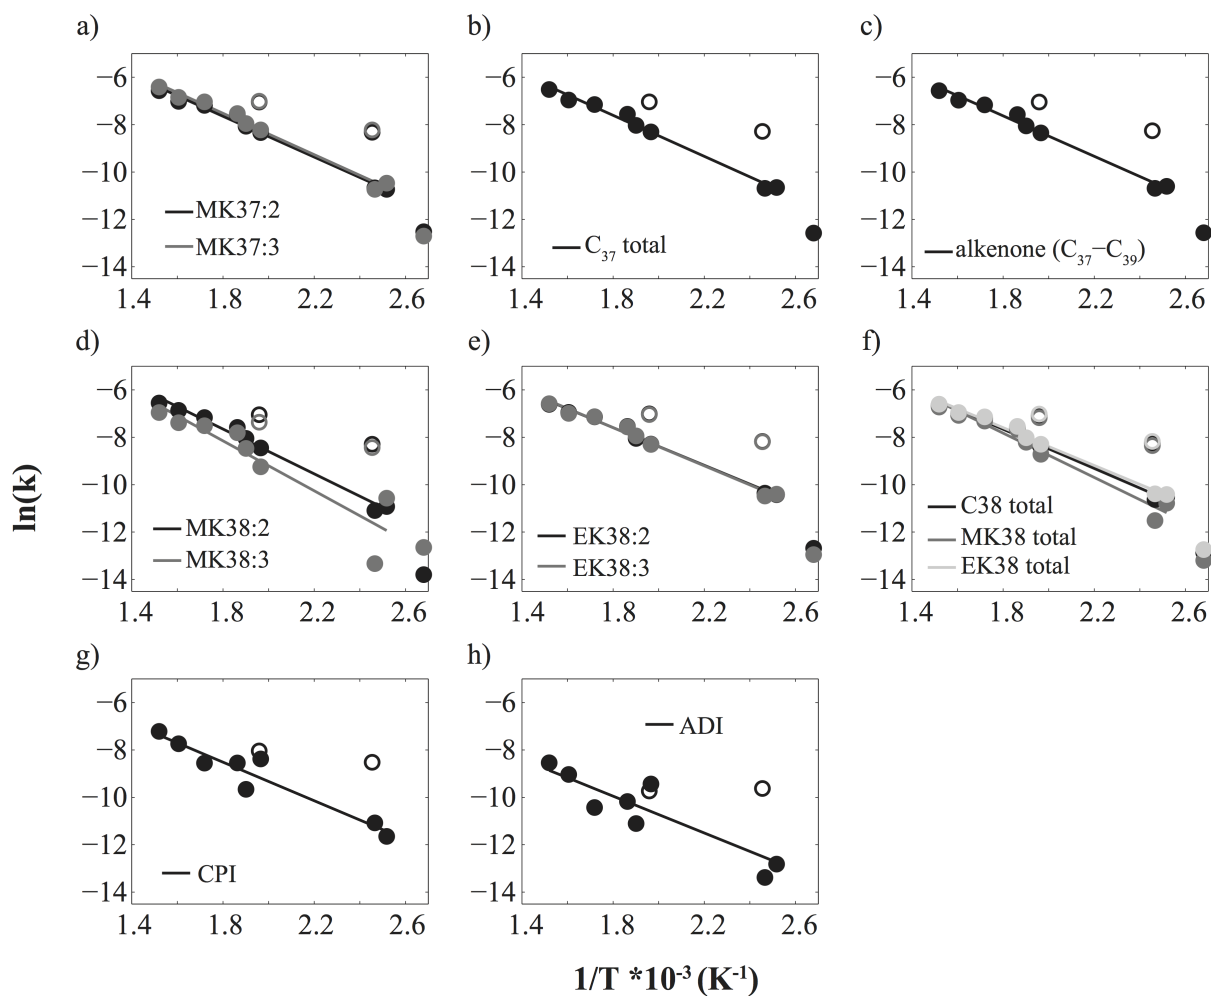 a)
b)
c)
−6
−8
−10
−12
−14
MK37:2
MK37:3
1.4 1.8 2.2 2.6
−6
−8
−10
−12
−14
C37 total
1.4 1.8 2.2 2.6
−6
−8
−10
−12
−14
alkenone (C37−C39)
1.4 1.8 2.2 2.6
d)
e)
f)
ln(k)
−6
−8
−10
−12
−14
MK38:2
MK38:3
1.4 1.8 2.2 2.6
−6
−8
−10
−12
−14
EK38:2
EK38:3
1.4 1.8 2.2 2.6
−6
−8
−10
−12
−14
C38 total
MK38 total
EK38 total
1.4 1.8 2.2 2.6
g)
h)
−6
−8
−10
−12
−14
CPI
1.4 1.8 2.2 2.6
−6
−8
−10
−12
−14
ADI
1.4 1.8 2.2 2.6
1/T *10-3 (K-1)